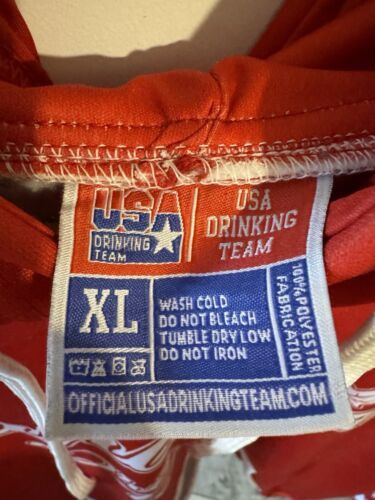 USA
DRINKING
TEAM
USA
DRINKING
TEAM
XL
WASH COLD
DO NOT BLEACH
TUMBLE DRY LOW
DO NOT IRON
100% POLYESTER
FABRICATION
OFFICIALUSADRINKINGTEAM.COM